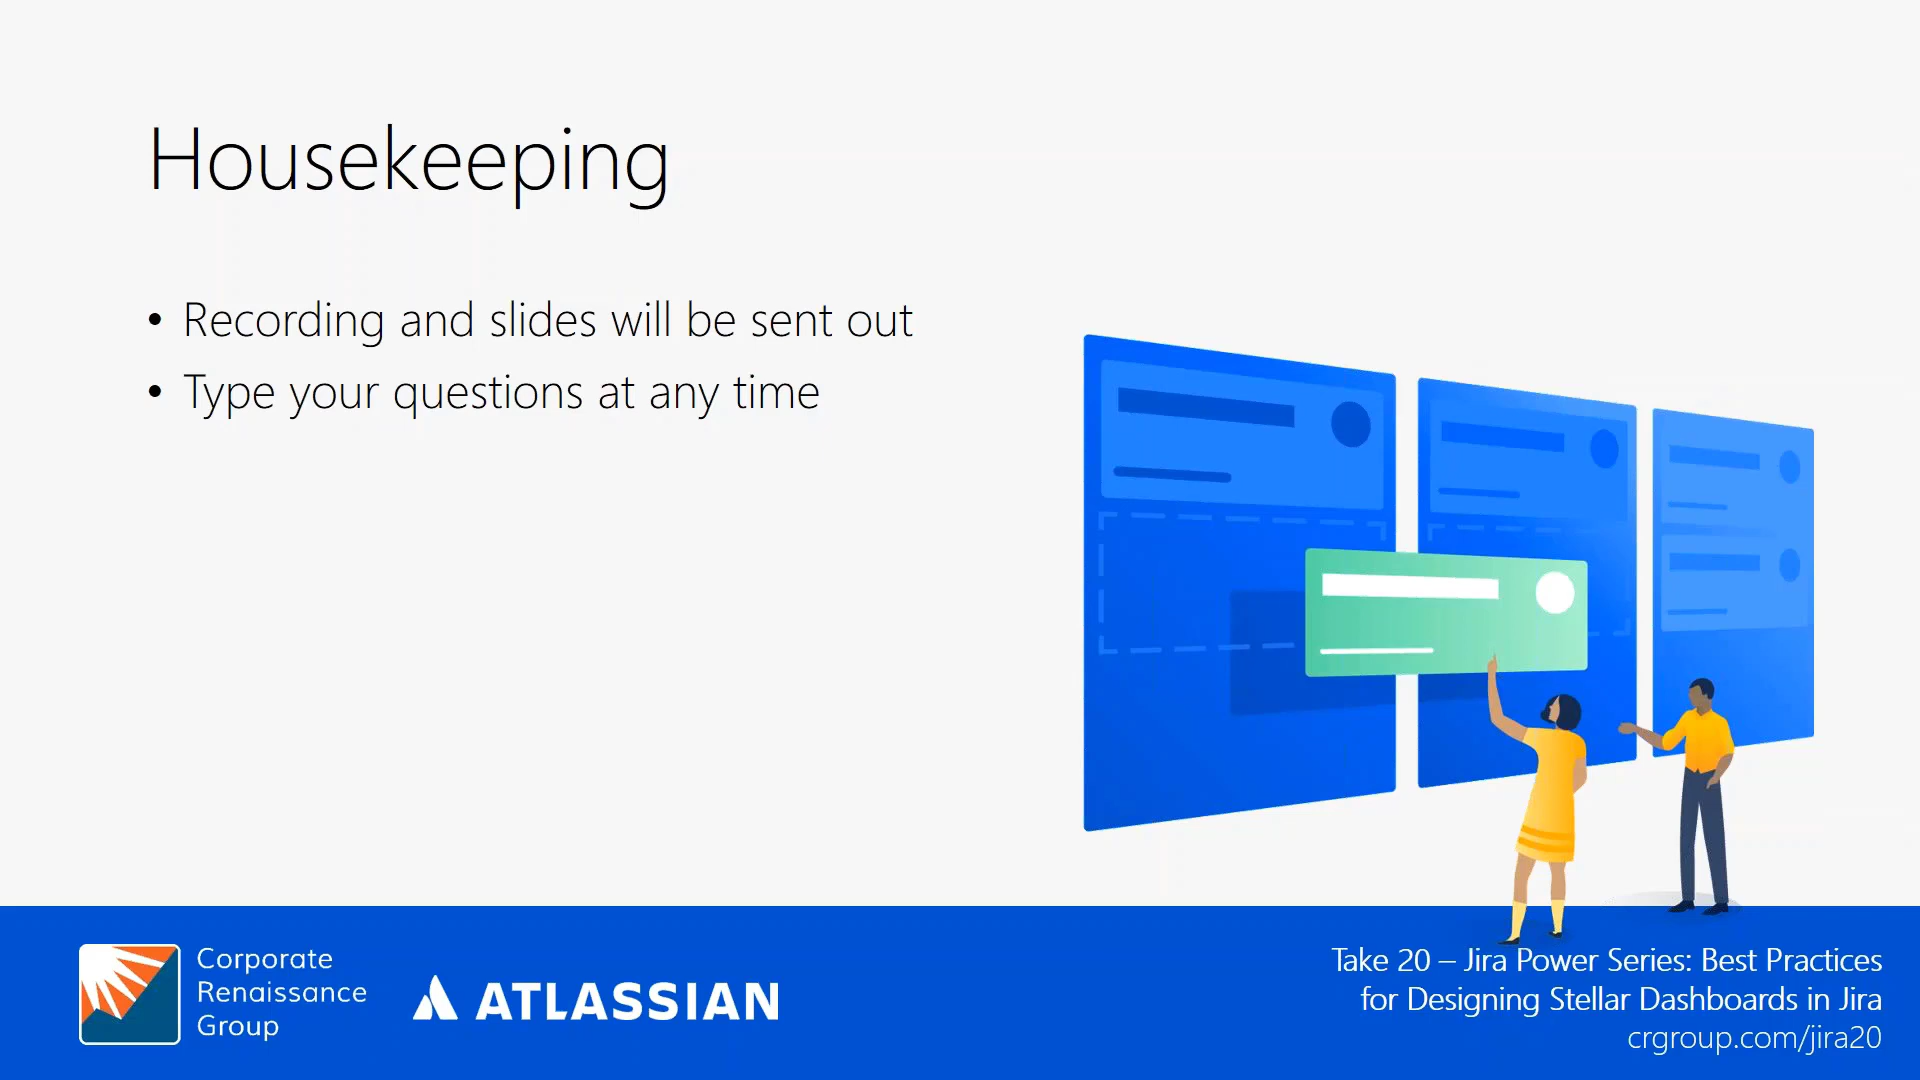 Housekeeping
• Recording and slides will be sent out
• Type your questions at any time
Corporate
Renaissance
Group
ATLASSIAN
Take 20 – Jira Power Series: Best Practices
for Designing Stellar Dashboards in Jira
crgroup.com/jira20